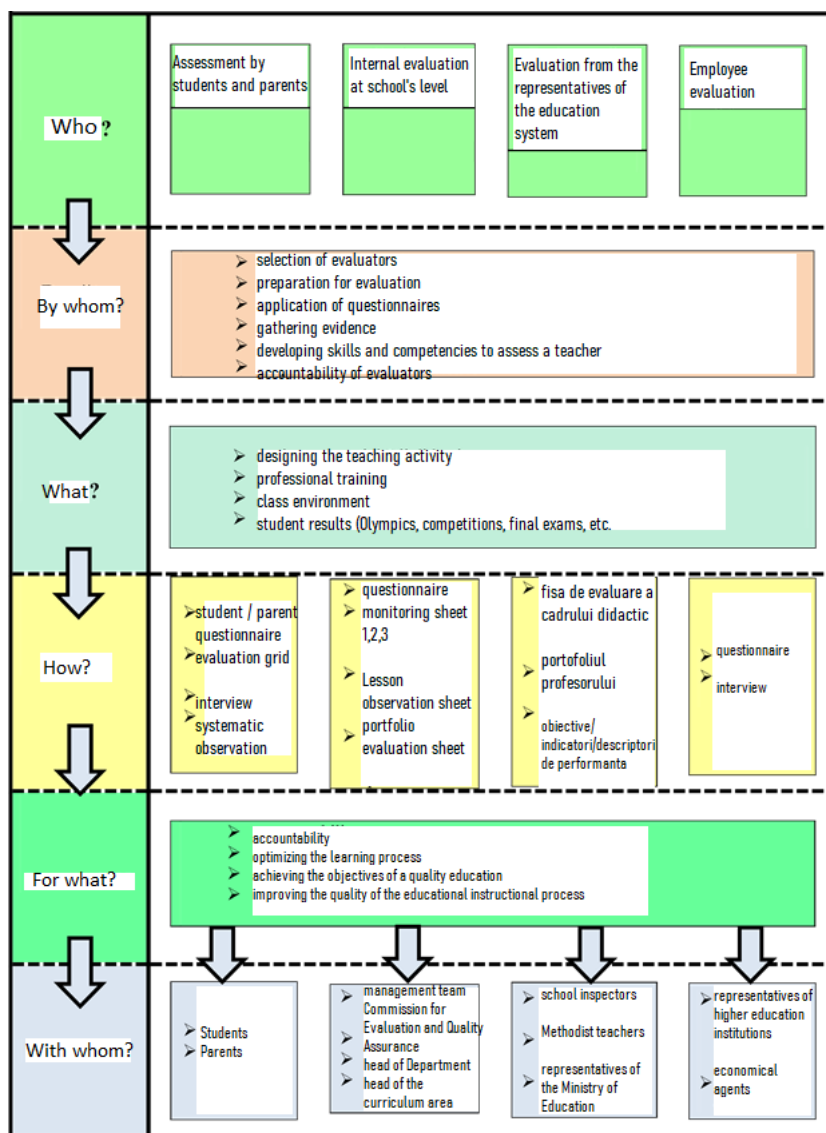 Who?
Assessment by
students and parents
Internal evaluation
at school's level
Evaluation from the
representatives of
the education
system
Employee
evaluation
By whom?
➢ selection of evaluators
➢ preparation for evaluation
➢ application of questionnaires
➢ gathering evidence
➢ developing skills and competencies to assess a teacher
➢ accountability of evaluators
What?
➢ designing the teaching activity
➢ professional training
➢ class environment
➢ student results (Olympics, competitions, final exams, etc.
How?
➢ student / parent
questionnaire
➢ evaluation grid
➢ interview
➢ systematic
observation
➢ questionnaire
➢ monitoring sheet
1,2,3
➢ Lesson
observation sheet
➢ portfolio
evaluation sheet
➢ fisa de evaluare a
cadrului didactic
➢ portofoliul
profesorului
➢ obiective/
indicatori/descriptori
de performanta
➢ questionnaire
➢ interview
For what?
➢ accountability
➢ optimizing the learning process
➢ achieving the objectives of a quality education
➢ improving the quality of the educational instructional process
With whom?
➢ Students
➢ Parents
➢ management team
Commission for
Evaluation and Quality
➢ Assurance
➢ head of Department
➢ head of the
curriculum area
➢ school inspectors
➢ Methodist teachers
➢ representatives of
the Ministry of
Education
➢ representatives of
higher education
institutions
➢ economical
agents